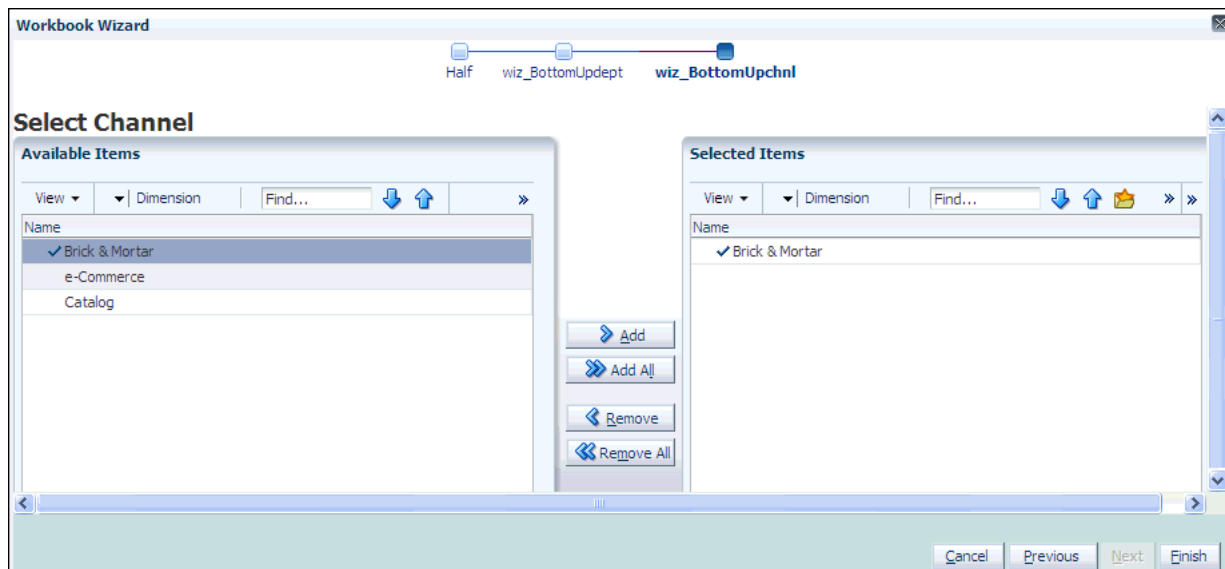 Workbook Wizard
Half wiz_BottomUpdept wiz_BottomUpchnl
Select Channel
Available Items
View Dimension Find...
Name
Brick & Mortar
e-Commerce
Catalog
Add
Add All
Remove
Remove All
Selected Items
View Dimension Find...
Name
Brick & Mortar
Cancel Previous Next Finish